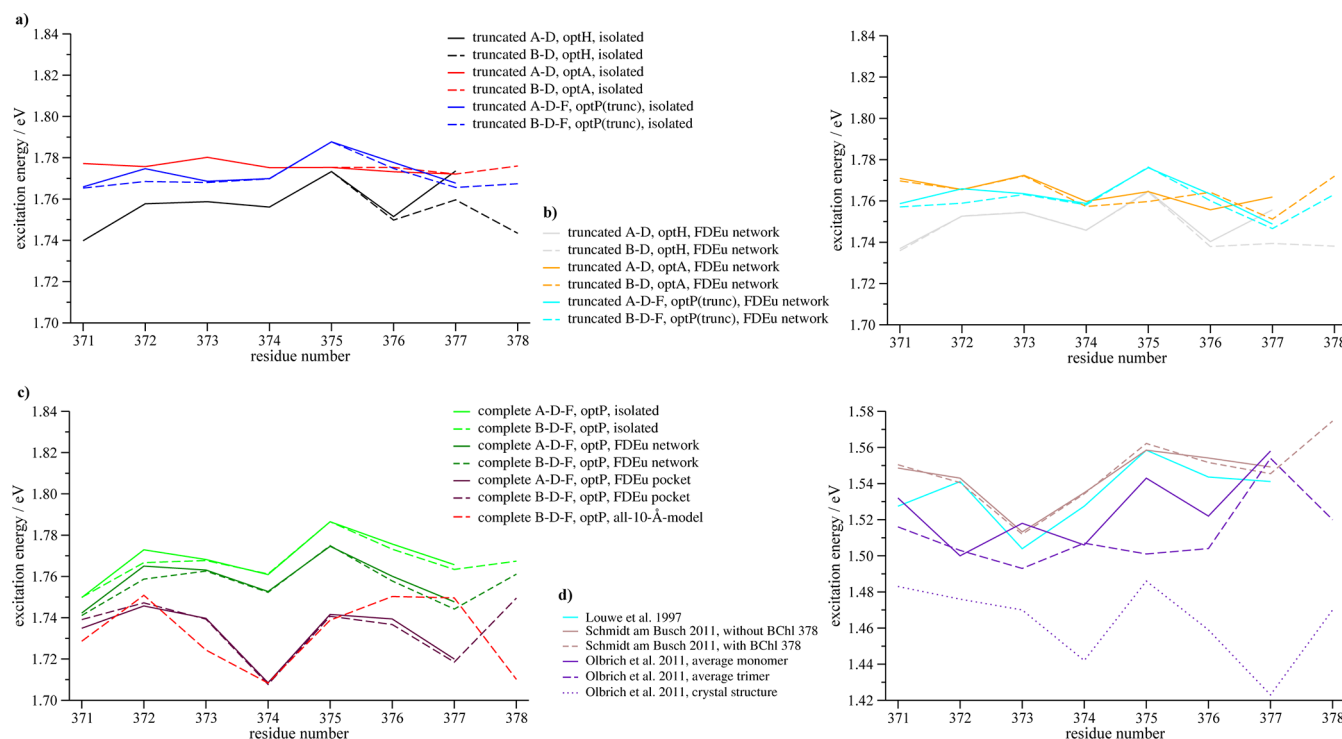 a)
1.84
1.82
1.80
1.78
1.76
1.74
1.72
1.70
excitation energy / eV
371 372 373 374 375 376 377 378
residue number
truncated A-D, optH, isolated
truncated B-D, optH, isolated
truncated A-D, optA, isolated
truncated B-D, optA, isolated
truncated A-D-F, optP(trunc), isolated
truncated B-D-F, optP(trunc), isolated
b)
truncated A-D, optH, FDEu network
truncated B-D, optH, FDEu network
truncated A-D, optA, FDEu network
truncated B-D, optA, FDEu network
truncated A-D-F, optP(trunc), FDEu network
truncated B-D-F, optP(trunc), FDEu network
1.84
1.82
1.80
1.78
1.76
1.74
1.72
1.70
excitation energy / eV
371 372 373 374 375 376 377 378
residue number
c)
1.84
1.82
1.80
1.78
1.76
1.74
1.72
1.70
excitation energy / eV
371 372 373 374 375 376 377 378
residue number
complete A-D-F, optP, isolated
complete B-D-F, optP, isolated
complete A-D-F, optP, FDEu network
complete B-D-F, optP, FDEu network
complete A-D-F, optP, FDEu pocket
complete B-D-F, optP, FDEu pocket
complete B-D-F, optP, all-10-Å-model
d)
Louwe et al. 1997
Schmidt am Busch 2011, without BChl 378
Schmidt am Busch 2011, with BChl 378
Olbrich et al. 2011, average monomer
Olbrich et al. 2011, average trimer
Olbrich et al. 2011, crystal structure
1.58
1.56
1.54
1.52
1.50
1.48
1.46
1.44
1.42
excitation energy / eV
371 372 373 374 375 376 377 378
residue number